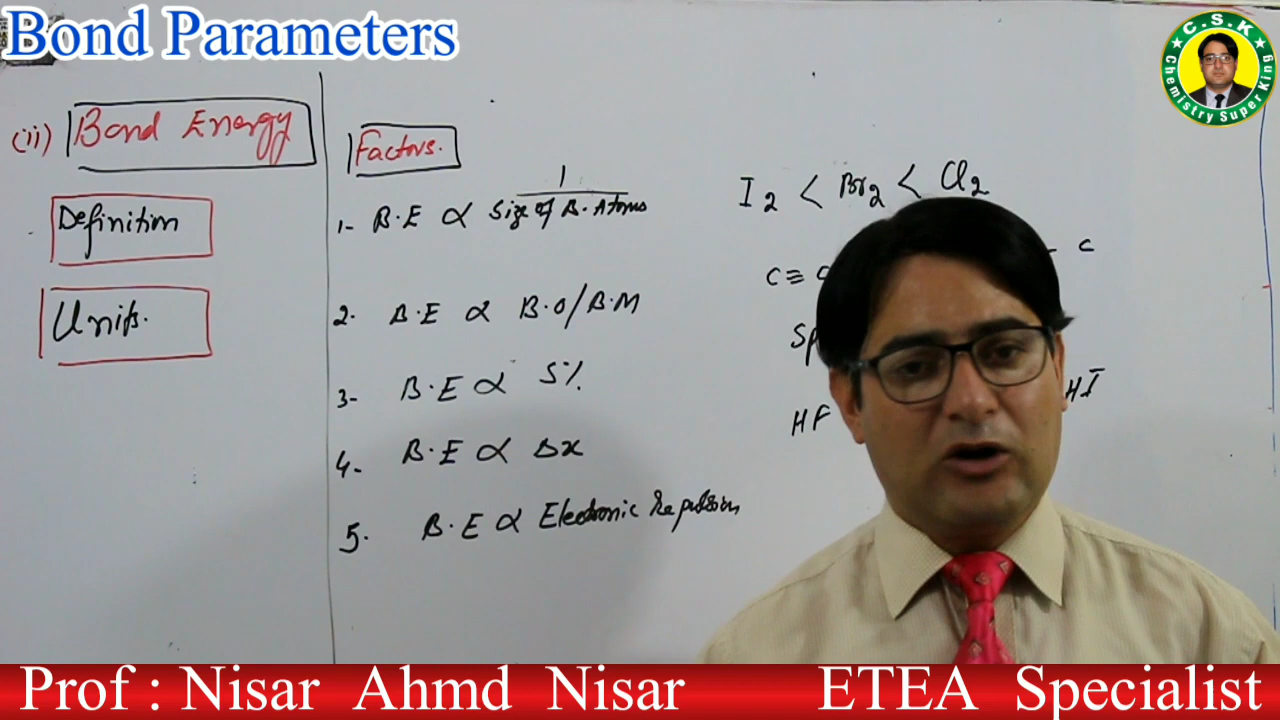 Bond Parameters
C.S.K
Chemistry Super King
(ii) Bond Energy
Definition
Units.
Factors.
1- B.E ∝ 1 / Size of B. Atoms
I2 < Br2 < Cl2
2. B.E ∝ B.O/B.M
C≡ C
- C
3- B.E ∝ S%
Sp
4- B.E ∝ Δx
HF
HI
5. B.E ∝ Electronic Repulsion
Prof : Nisar Ahmd Nisar
ETEA Specialist